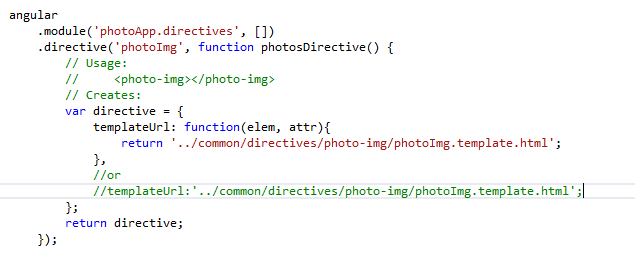 angular
    .module('photoApp.directives', [])
    .directive('photoImg', function photosDirective() {
        // Usage:
        //     <photo-img></photo-img>
        // Creates:
        var directive = {
            templateUrl: function(elem, attr){
                return '../common/directives/photo-img/photoImg.template.html';
            },
            //or
            //templateUrl:'../common/directives/photo-img/photoImg.template.html';
        };
        return directive;
    });